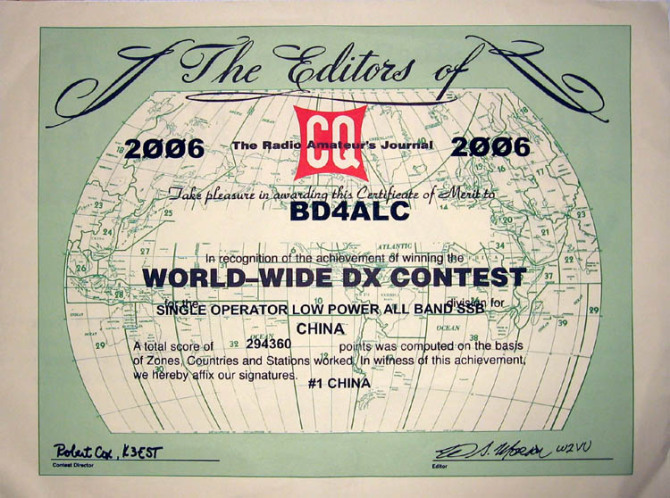 The Editors of
CQ
2006 The Radio Amateur's Journal 2006
Take pleasure in awarding this Certificate of Merit to
BD4ALC
In recognition of the achievement of winning the
WORLD-WIDE DX CONTEST
for the division for
SINGLE OPERATOR LOW POWER ALL BAND SSB
CHINA
A total score of 294360 points was computed on the basis
of Zones, Countries and Stations worked. In witness of this achievement,
we hereby affix our signatures.
#1 CHINA
Robert Cox, K3EST
Contest Director
W2VU
Editor
ATLANTIC
OCEAN